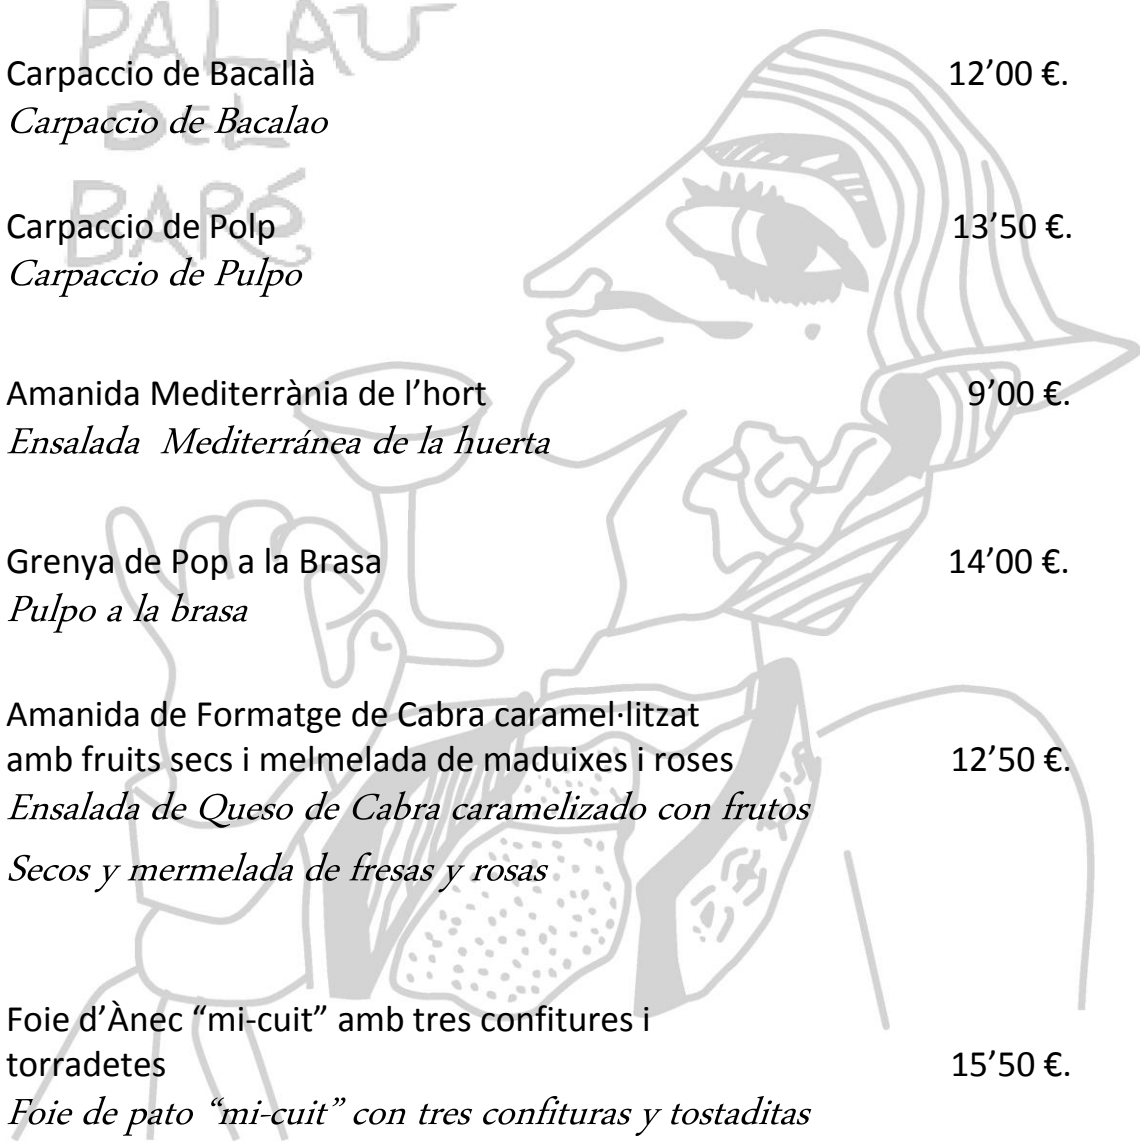 PALAU
DEL
BARÓ
Carpaccio de Bacallà 12’00 €.
Carpaccio de Bacalao
Carpaccio de Polp 13’50 €.
Carpaccio de Pulpo
Amanida Mediterrània de l’hort 9’00 €.
Ensalada Mediterránea de la huerta
Grenya de Pop a la Brasa 14’00 €.
Pulpo a la brasa
Amanida de Formatge de Cabra caramel·litzat
amb fruits secs i melmelada de maduixes i roses 12’50 €.
Ensalada de Queso de Cabra caramelizado con frutos
Secos y mermelada de fresas y rosas
Foie d’Ànec “mi-cuit” amb tres confitures i
torradetes 15’50 €.
Foie de pato “mi-cuit” con tres confituras y tostaditas